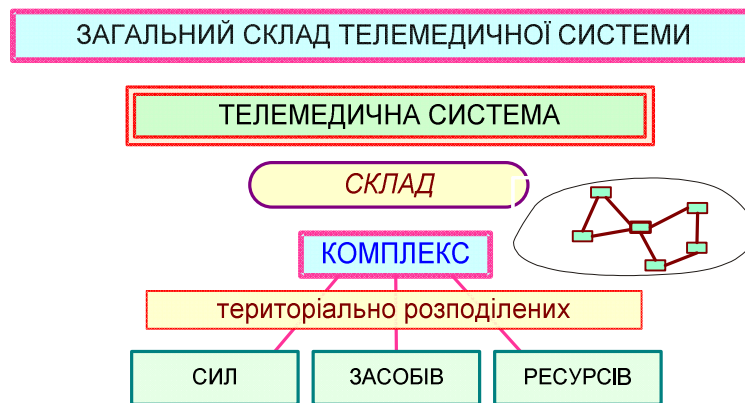 ЗАГАЛЬНИЙ СКЛАД ТЕЛЕМЕДИЧНОЇ СИСТЕМИ
ТЕЛЕМЕДИЧНА СИСТЕМА
СКЛАД
КОМПЛЕКС
територіально розподілених
СИЛ
ЗАСОБІВ
РЕСУРСІВ